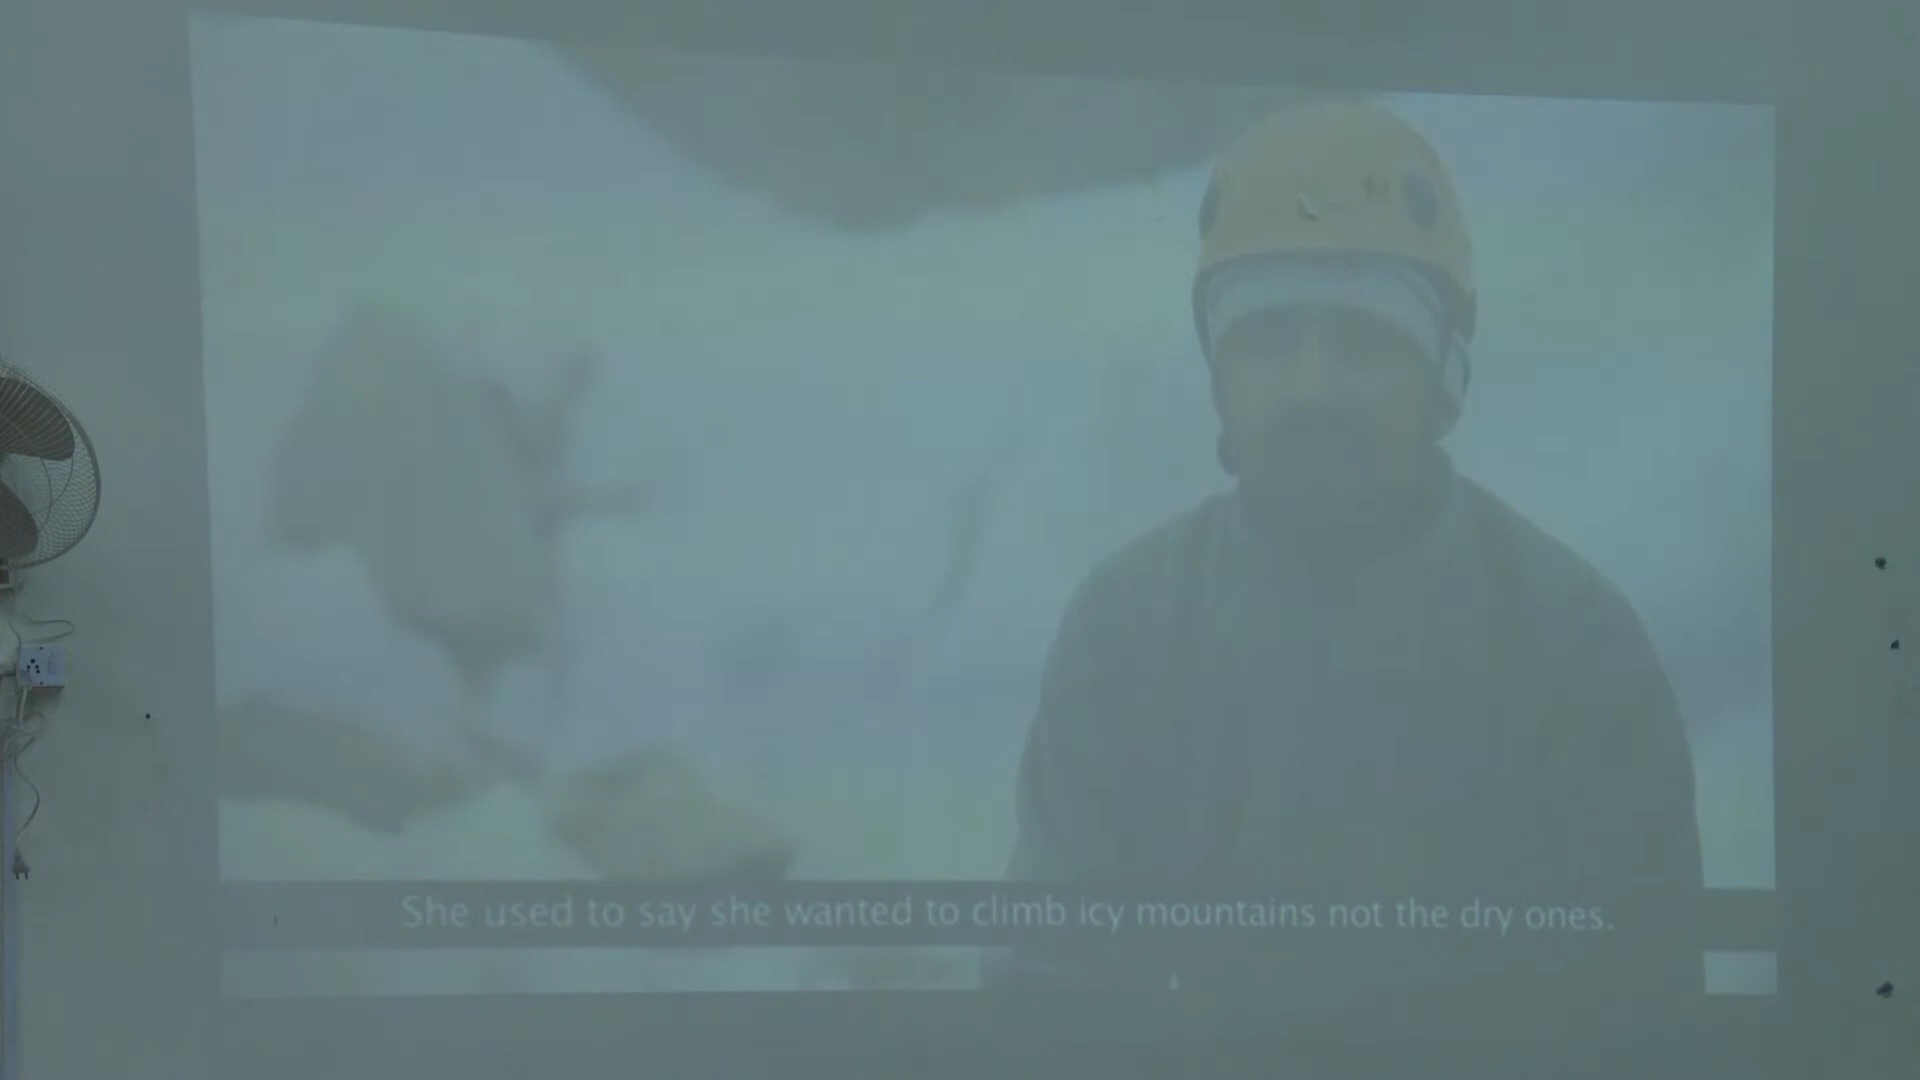 She used to say she wanted to climb icy mountains not the dry ones.